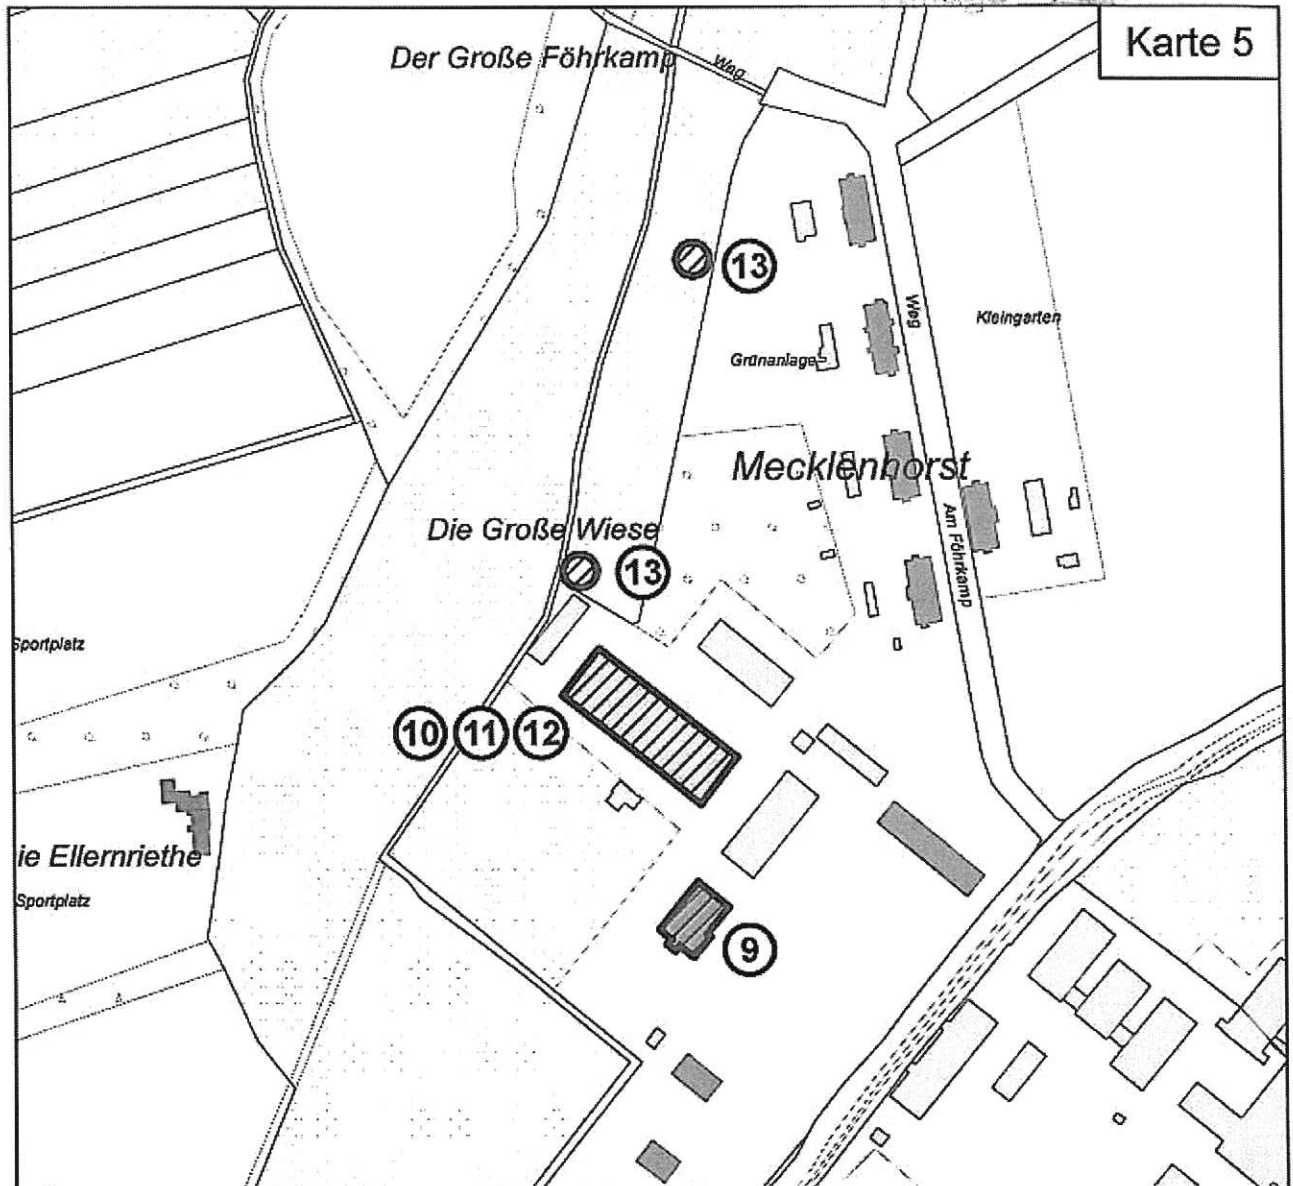 Karte 5
Der Große Föhrkamp
Weg
13
Weg
Kleingarten
Grünanlage
Mecklenhorst
Die Große Wiese
13
Am Föhrkamp
Sportplatz
10 11 12
ie Ellernriethe
Sportplatz
9